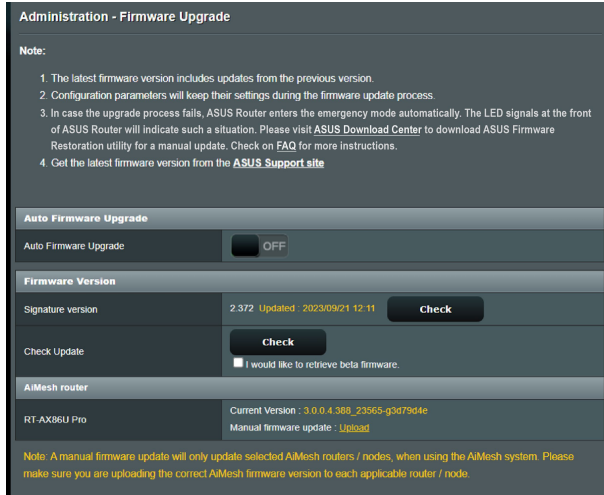 Administration - Firmware Upgrade
Note:
1. The latest firmware version includes updates from the previous version.
2. Configuration parameters will keep their settings during the firmware update process.
3. In case the upgrade process fails, ASUS Router enters the emergency mode automatically. The LED signals at the front
of ASUS Router will indicate such a situation. Please visit ASUS Download Center to download ASUS Firmware
Restoration utility for a manual update. Check on FAQ for more instructions.
4. Get the latest firmware version from the ASUS Support site
Auto Firmware Upgrade
Auto Firmware Upgrade OFF
Firmware Version
Signature version 2.372 Updated : 2023/09/21 12:11 Check
Check Update Check
I would like to retrieve beta firmware.
AiMesh router
RT-AX86U Pro Current Version : 3.0.0.4.388_23565-g3d79d4e
Manual firmware update : Upload
Note: A manual firmware update will only update selected AiMesh routers / nodes, when using the AiMesh system. Please
make sure you are uploading the correct AiMesh firmware version to each applicable router / node.